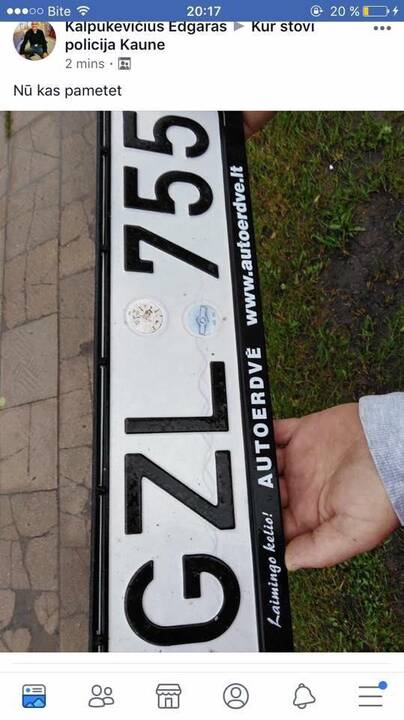 Bite
20:17
20 %
Kalpukevičius Edgaras ▶ Kur stovi
policija Kaune
2 mins
Nū kas pametet
GZL 755
Laimingo kelio! AUTOERDVĖ www.autoerdve.lt